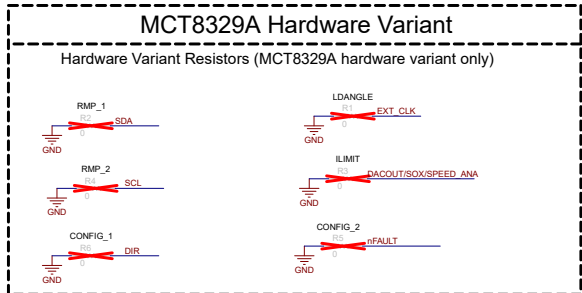 MCT8329A Hardware Variant
Hardware Variant Resistors (MCT8329A hardware variant only)
RMP_1
R2
SDA
0
GND
LDANGLE
R1
EXT_CLK
0
GND
RMP_2
R4
SCL
0
GND
ILIMIT
R3
DACOUT/SOX/SPEED_ANA
0
GND
CONFIG_1
R6
DIR
0
GND
CONFIG_2
R5
nFAULT
0
GND